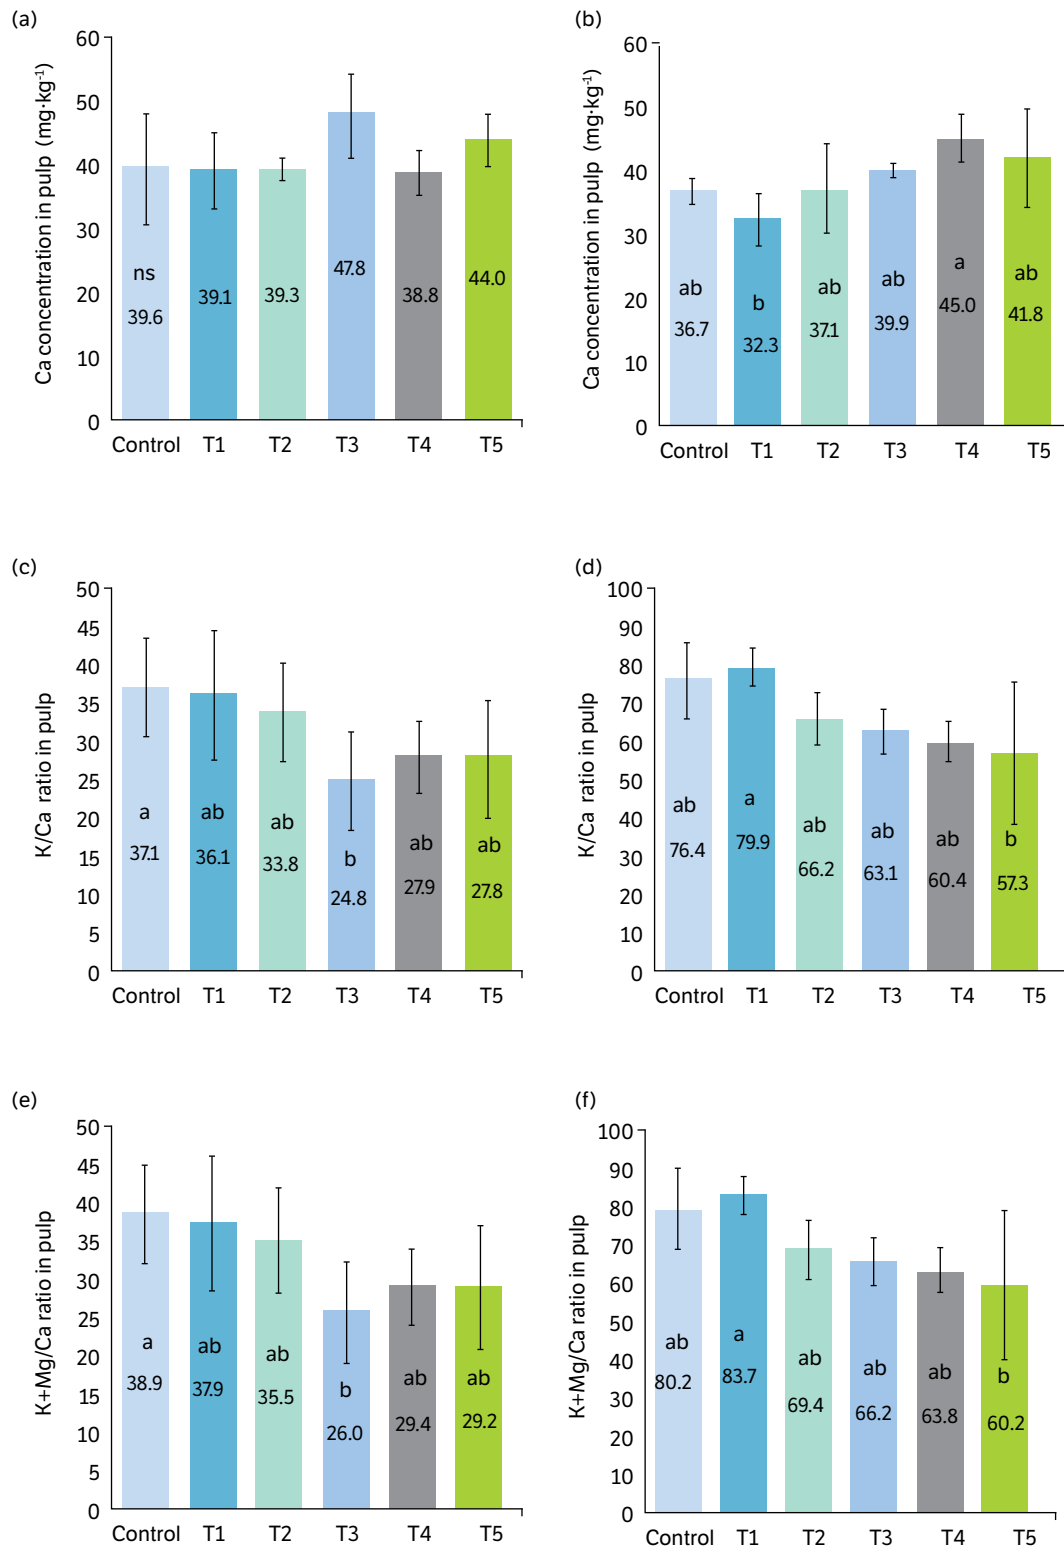 (a)
Ca concentration in pulp (mg·kg⁻¹)
60
50
40
30
20
10
0
ns
39.6
39.1
39.3
47.8
38.8
44.0
Control T1 T2 T3 T4 T5
(b)
Ca concentration in pulp (mg·kg⁻¹)
60
50
40
30
20
10
0
ab
36.7
b
32.3
ab
37.1
ab
39.9
a
45.0
ab
41.8
Control T1 T2 T3 T4 T5
(c)
K/Ca ratio in pulp
50
45
40
35
30
25
20
15
10
5
0
a
37.1
ab
36.1
ab
33.8
b
24.8
ab
27.9
ab
27.8
Control T1 T2 T3 T4 T5
(d)
K/Ca ratio in pulp
100
90
80
70
60
50
40
30
20
10
0
ab
76.4
a
79.9
ab
66.2
ab
63.1
ab
60.4
b
57.3
Control T1 T2 T3 T4 T5
(e)
K+Mg/Ca ratio in pulp
50
45
40
35
30
25
20
15
10
5
0
a
38.9
ab
37.9
ab
35.5
b
26.0
ab
29.4
ab
29.2
Control T1 T2 T3 T4 T5
(f)
K+Mg/Ca ratio in pulp
100
90
80
70
60
50
40
30
20
10
0
ab
80.2
a
83.7
ab
69.4
ab
66.2
ab
63.8
b
60.2
Control T1 T2 T3 T4 T5